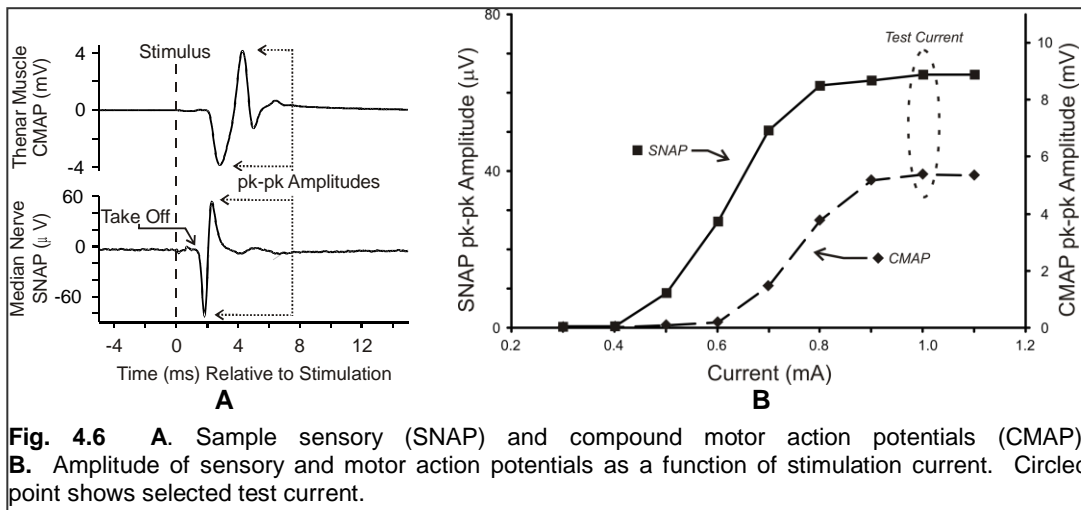 Stimulus
4
0
-4
Thenar Muscle
CMAP (mV)
pk-pk Amplitudes
60
0
-60
Median Nerve
SNAP (μ V)
Take Off
-4 0 4 8 12
Time (ms) Relative to Stimulation
A
B
80
40
0
SNAP pk-pk Amplitude (μV)
Test Current
SNAP
CMAP
10
8
6
4
2
0
CMAP pk-pk Amplitude (mV)
0.2 0.4 0.6 0.8 1.0 1.2
Current (mA)
B
Fig. 4.6 A. Sample sensory (SNAP) and compound motor action potentials (CMAP)
B. Amplitude of sensory and motor action potentials as a function of stimulation current. Circled
point shows selected test current.